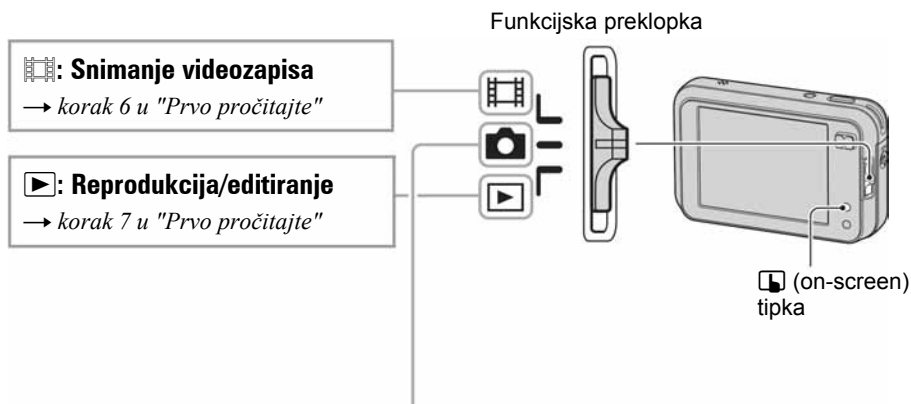 Funkcijska preklopka
: Snimanje videozapisa
→ korak 6 u "Prvo pročitajte"
: Reprodukcija/editiranje
→ korak 7 u "Prvo pročitajte"
(on-screen)
tipka